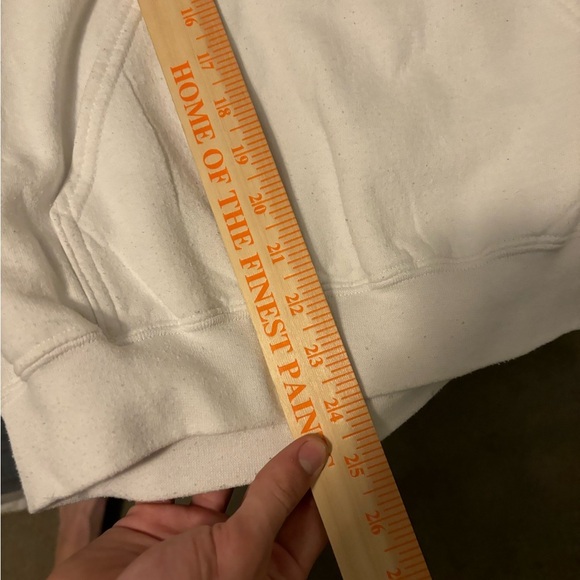 16 17 18 19 20 21 22 23 24 25 26
HOME OF THE FINEST PAIN